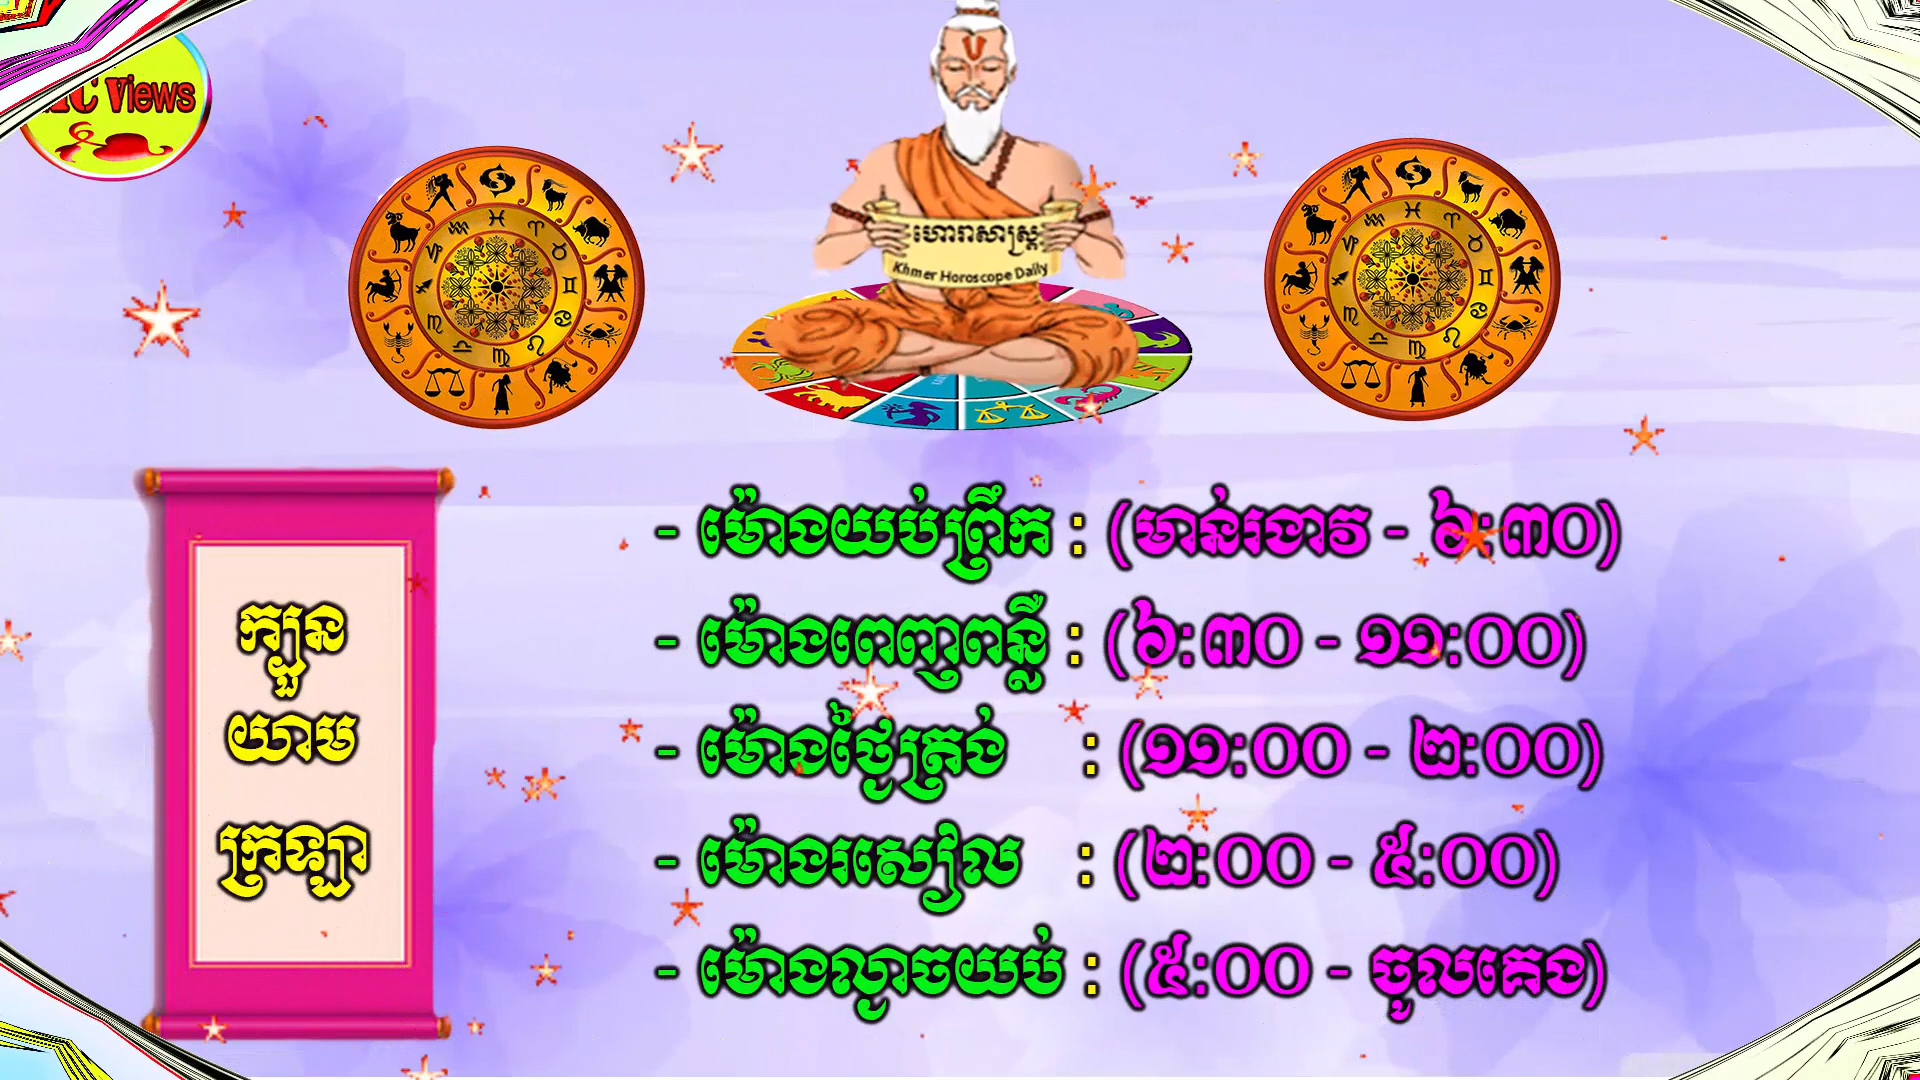 Views
ហោរាសាស្ត្រ
Khmer Horoscope Daily
ក្បួន
យាម
ក្រឡា
- ម៉ោងយប់ព្រឹក : (មាន់រងាវ - ៦:៣០)
- ម៉ោងពេញពន្លឺ : (៦:៣០ - ១១:០០)
- ម៉ោងថ្ងៃត្រង់ : (១១:០០ - ២:០០)
- ម៉ោងរសៀល : (២:០០ - ៥:០០)
- ម៉ោងល្ងាចយប់ : (៥:០០ - ចូលគេង)